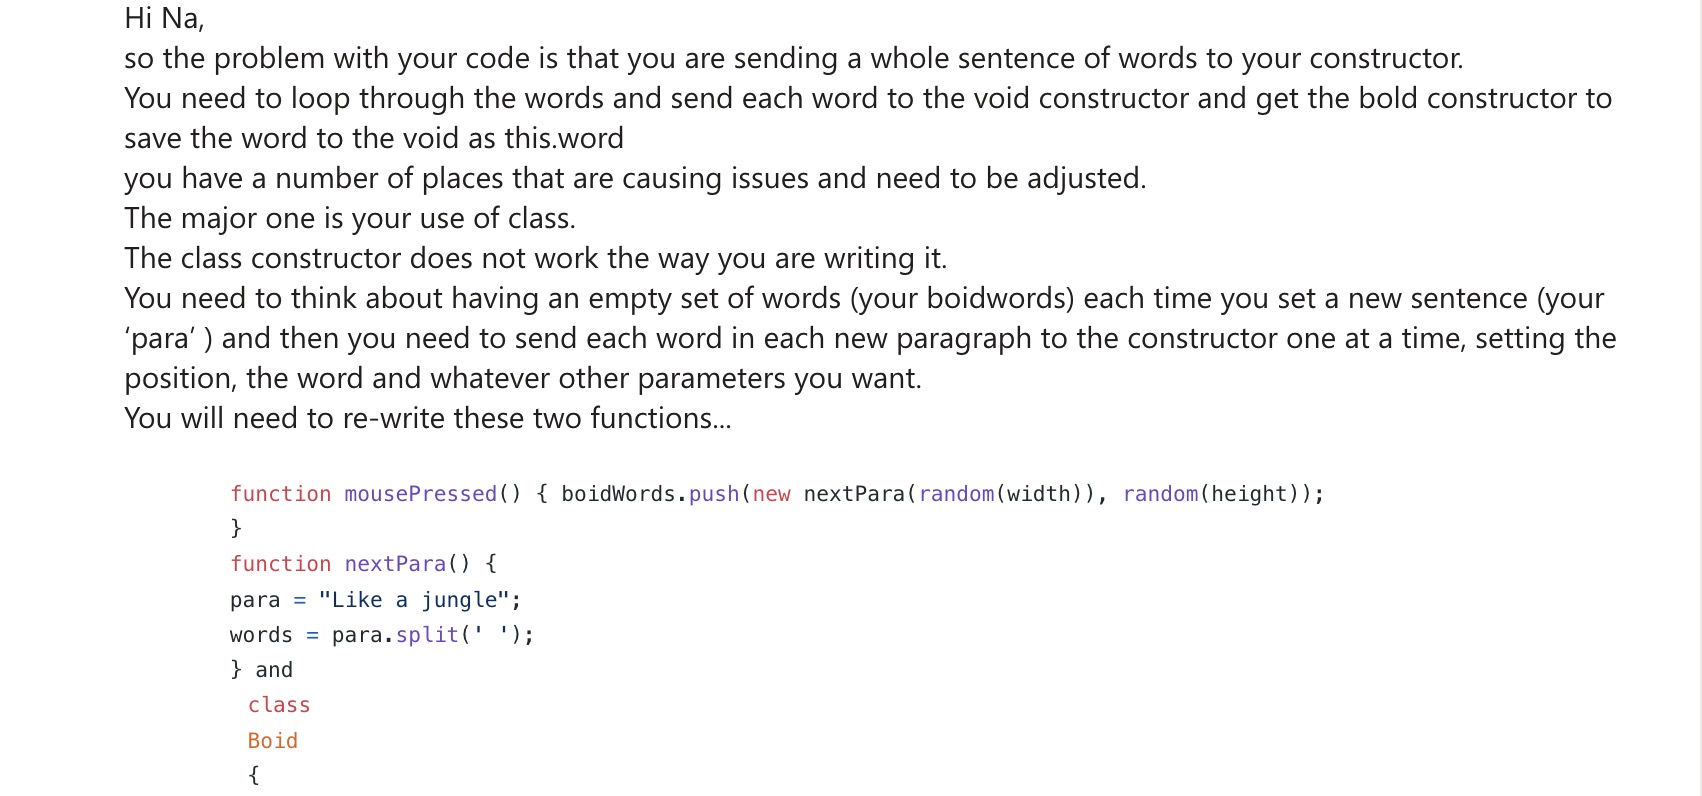 Hi Na,
so the problem with your code is that you are sending a whole sentence of words to your constructor.
You need to loop through the words and send each word to the void constructor and get the bold constructor to
save the word to the void as this.word
you have a number of places that are causing issues and need to be adjusted.
The major one is your use of class.
The class constructor does not work the way you are writing it.
You need to think about having an empty set of words (your boidwords) each time you set a new sentence (your
‘para’ ) and then you need to send each word in each new paragraph to the constructor one at a time, setting the
position, the word and whatever other parameters you want.
You will need to re-write these two functions...
function mousePressed() { boidWords.push(new nextPara(random(width)), random(height));
}
function nextPara() {
para = "Like a jungle";
words = para.split(' ');
} and
class
Boid
{